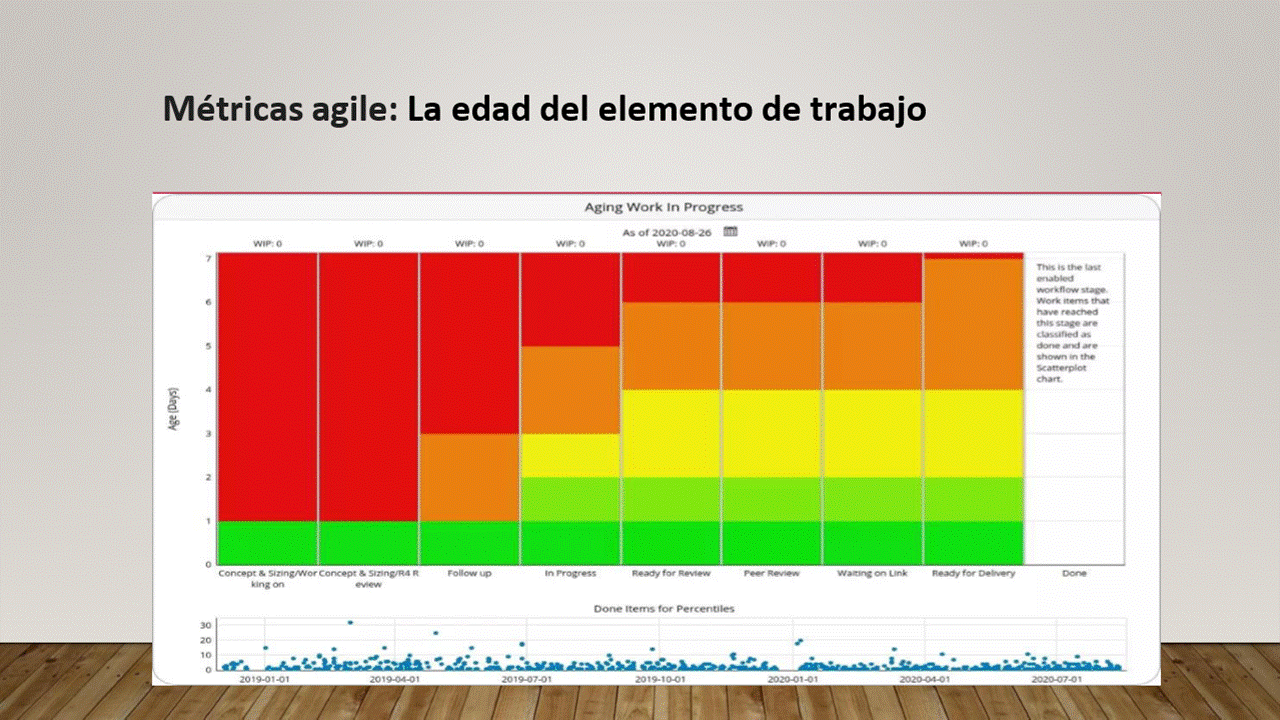 Métricas agile: La edad del elemento de trabajo
Aging Work In Progress
As of 2020-08-26
WIP: 0 WIP: 0 WIP: 0 WIP: 0 WIP: 0 WIP: 0 WIP: 0 WIP: 0
This is the last
enabled
workflow stage.
Work items that
have reached
this stage are
classified as
done and are
shown in the
Scatterplot
chart.
Age (Days)
7
6
5
4
3
2
1
0
Concept & Sizing/Wor Concept & Sizing/R4 R Follow up In Progress Ready for Review Peer Review Waiting on Link Ready for Delivery Done
king on eview
Done Items for Percentiles
30
20
10
0
2019-01-01 2019-04-01 2019-07-01 2019-10-01 2020-01-01 2020-04-01 2020-07-01